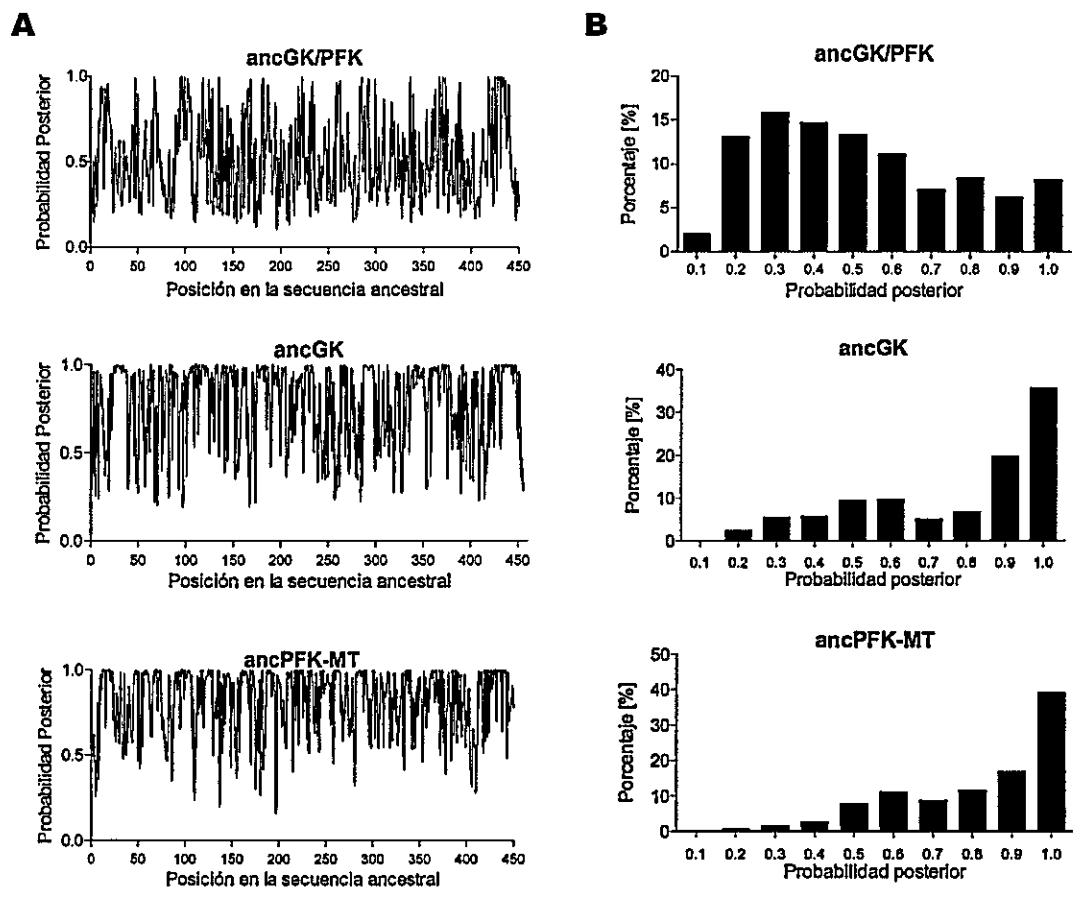 A
B
ancGK/PFK
Probabilidad Posterior
1.0
0.5
0.0
0 50 100 150 200 250 300 350 400 450
Posición en la secuencia ancestral
ancGK/PFK
Porcentaje [%]
20
15
10
5
0
0.1 0.2 0.3 0.4 0.5 0.6 0.7 0.8 0.9 1.0
Probabilidad posterior
ancGK
Probabilidad Posterior
1.0
0.5
0.0
0 50 100 150 200 250 300 350 400 450
Posición en la secuencia ancestral
ancGK
Porcentaje [%]
40
30
20
10
0
0.1 0.2 0.3 0.4 0.5 0.6 0.7 0.8 0.9 1.0
Probabilidad posterior
ancPFK-MT
Probabilidad Posterior
1.0
0.5
0.0
0 50 100 150 200 250 300 350 400 450
Posición en la secuencia ancestral
ancPFK-MT
Porcentaje [%]
50
40
30
20
10
0
0.1 0.2 0.3 0.4 0.5 0.6 0.7 0.8 0.9 1.0
Probabilidad posterior